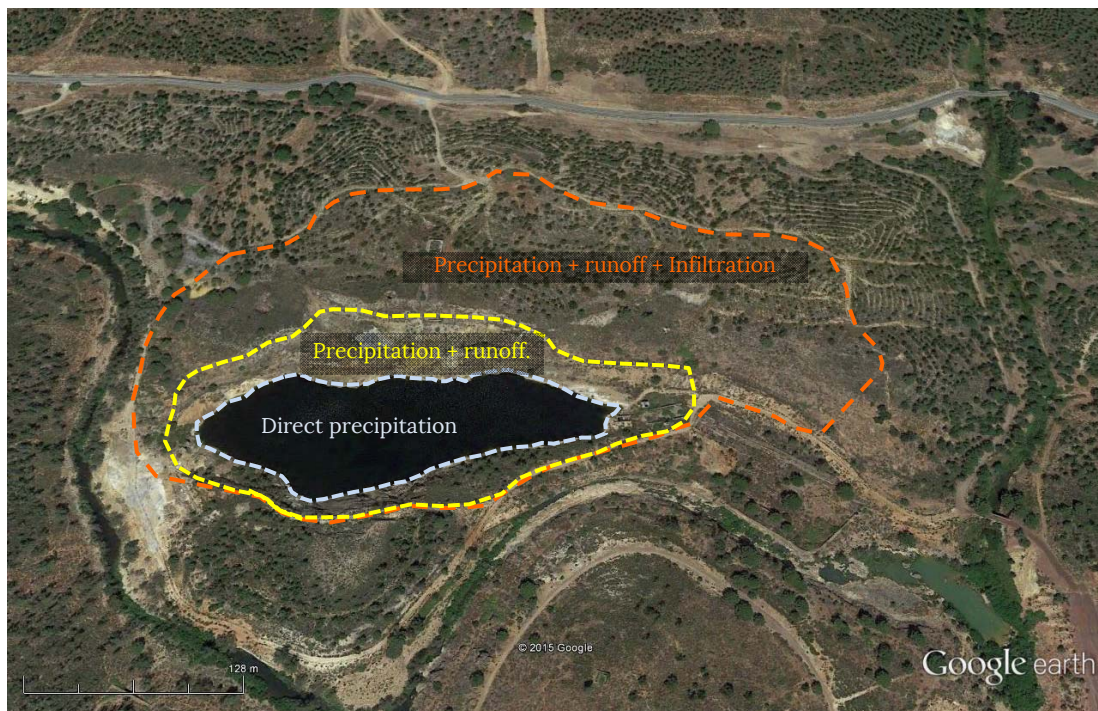 Precipitation + runoff + Infiltration
Precipitation + runoff.
Direct precipitation
© 2015 Google
128 m
Google earth